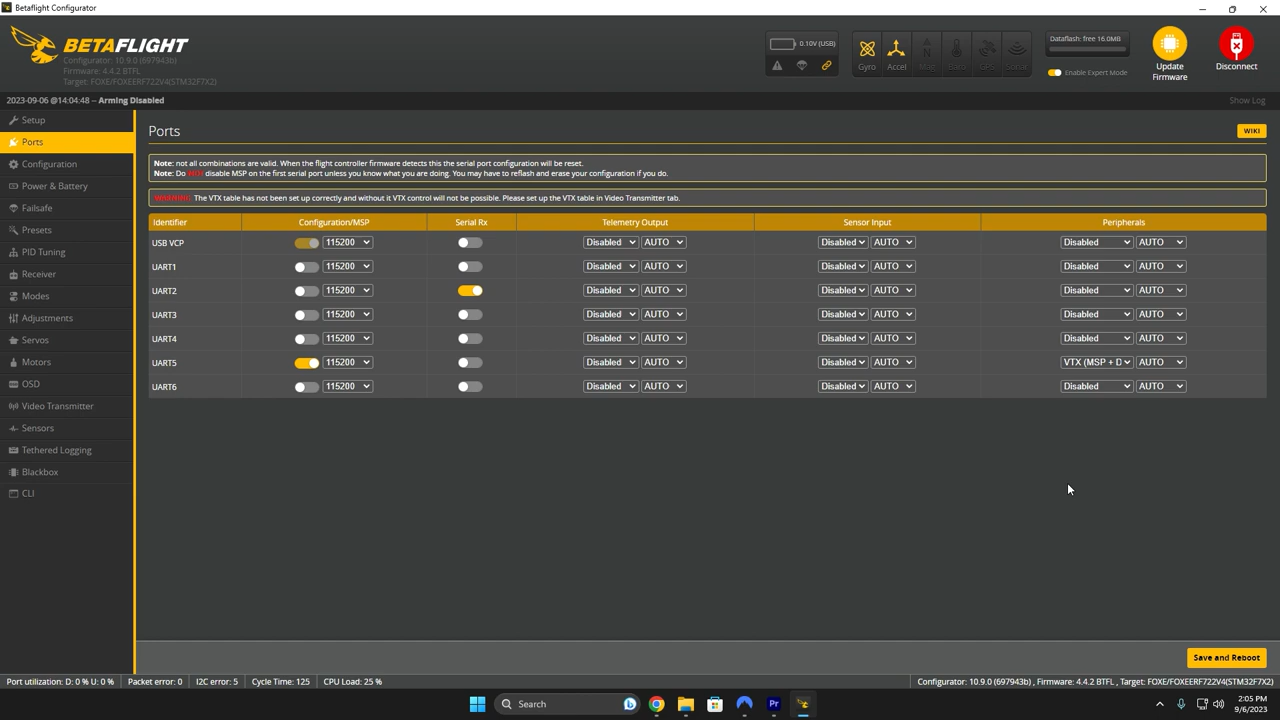 Betaflight Configurator
BETAFLIGHT
Configurator: 10.9.0 (697943b)
Firmware: 4.4.2 BTFL
Target: FOXE/FOXEERF722V4(STM32F7X2)
0.10V (USB)
Gyro Accel Mag Baro GPS Sonar
Dataflash: free 16.0MB
Enable Expert Mode
Update Firmware
Disconnect
2023-09-06 @14:04:48 -- Arming Disabled
Show Log
Setup
Ports
Configuration
Power & Battery
Failsafe
Presets
PID Tuning
Receiver
Modes
Adjustments
Servos
Motors
OSD
Video Transmitter
Sensors
Tethered Logging
Blackbox
CLI
Ports
WIKI
Note: not all combinations are valid. When the flight controller firmware detects this the serial port configuration will be reset.
Note: Do NOT disable MSP on the first serial port unless you know what you are doing. You may have to reflash and erase your configuration if you do.
WARNING: The VTX table has not been set up correctly and without it VTX control will not be possible. Please set up the VTX table in Video Transmitter tab.
Identifier Configuration/MSP Serial Rx Telemetry Output Sensor Input Peripherals
USB VCP 115200 Disabled AUTO Disabled AUTO Disabled AUTO
UART1 115200 Disabled AUTO Disabled AUTO Disabled AUTO
UART2 115200 Disabled AUTO Disabled AUTO Disabled AUTO
UART3 115200 Disabled AUTO Disabled AUTO Disabled AUTO
UART4 115200 Disabled AUTO Disabled AUTO Disabled AUTO
UART5 115200 Disabled AUTO Disabled AUTO VTX (MSP + D AUTO
UART6 115200 Disabled AUTO Disabled AUTO Disabled AUTO
Save and Reboot
Port utilization: D: 0 % U: 0 % Packet error: 0 I2C error: 5 Cycle Time: 125 CPU Load: 25 %
Configurator: 10.9.0 (697943b) , Firmware: 4.4.2 BTFL , Target: FOXE/FOXEERF722V4(STM32F7X2)
Search
Pr
2:05 PM
9/6/2023